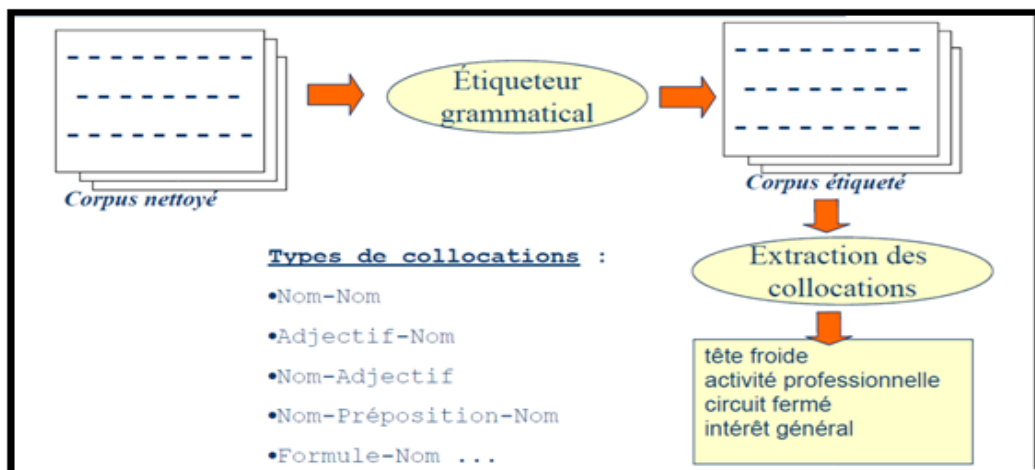 Étiqueteur
grammatical
Corpus nettoyé
Corpus étiqueté
Types de collocations :
•Nom-Nom
•Adjectif-Nom
•Nom-Adjectif
•Nom-Préposition-Nom
•Formule-Nom ...
Extraction des
collocations
tête froide
activité professionnelle
circuit fermé
intérêt général